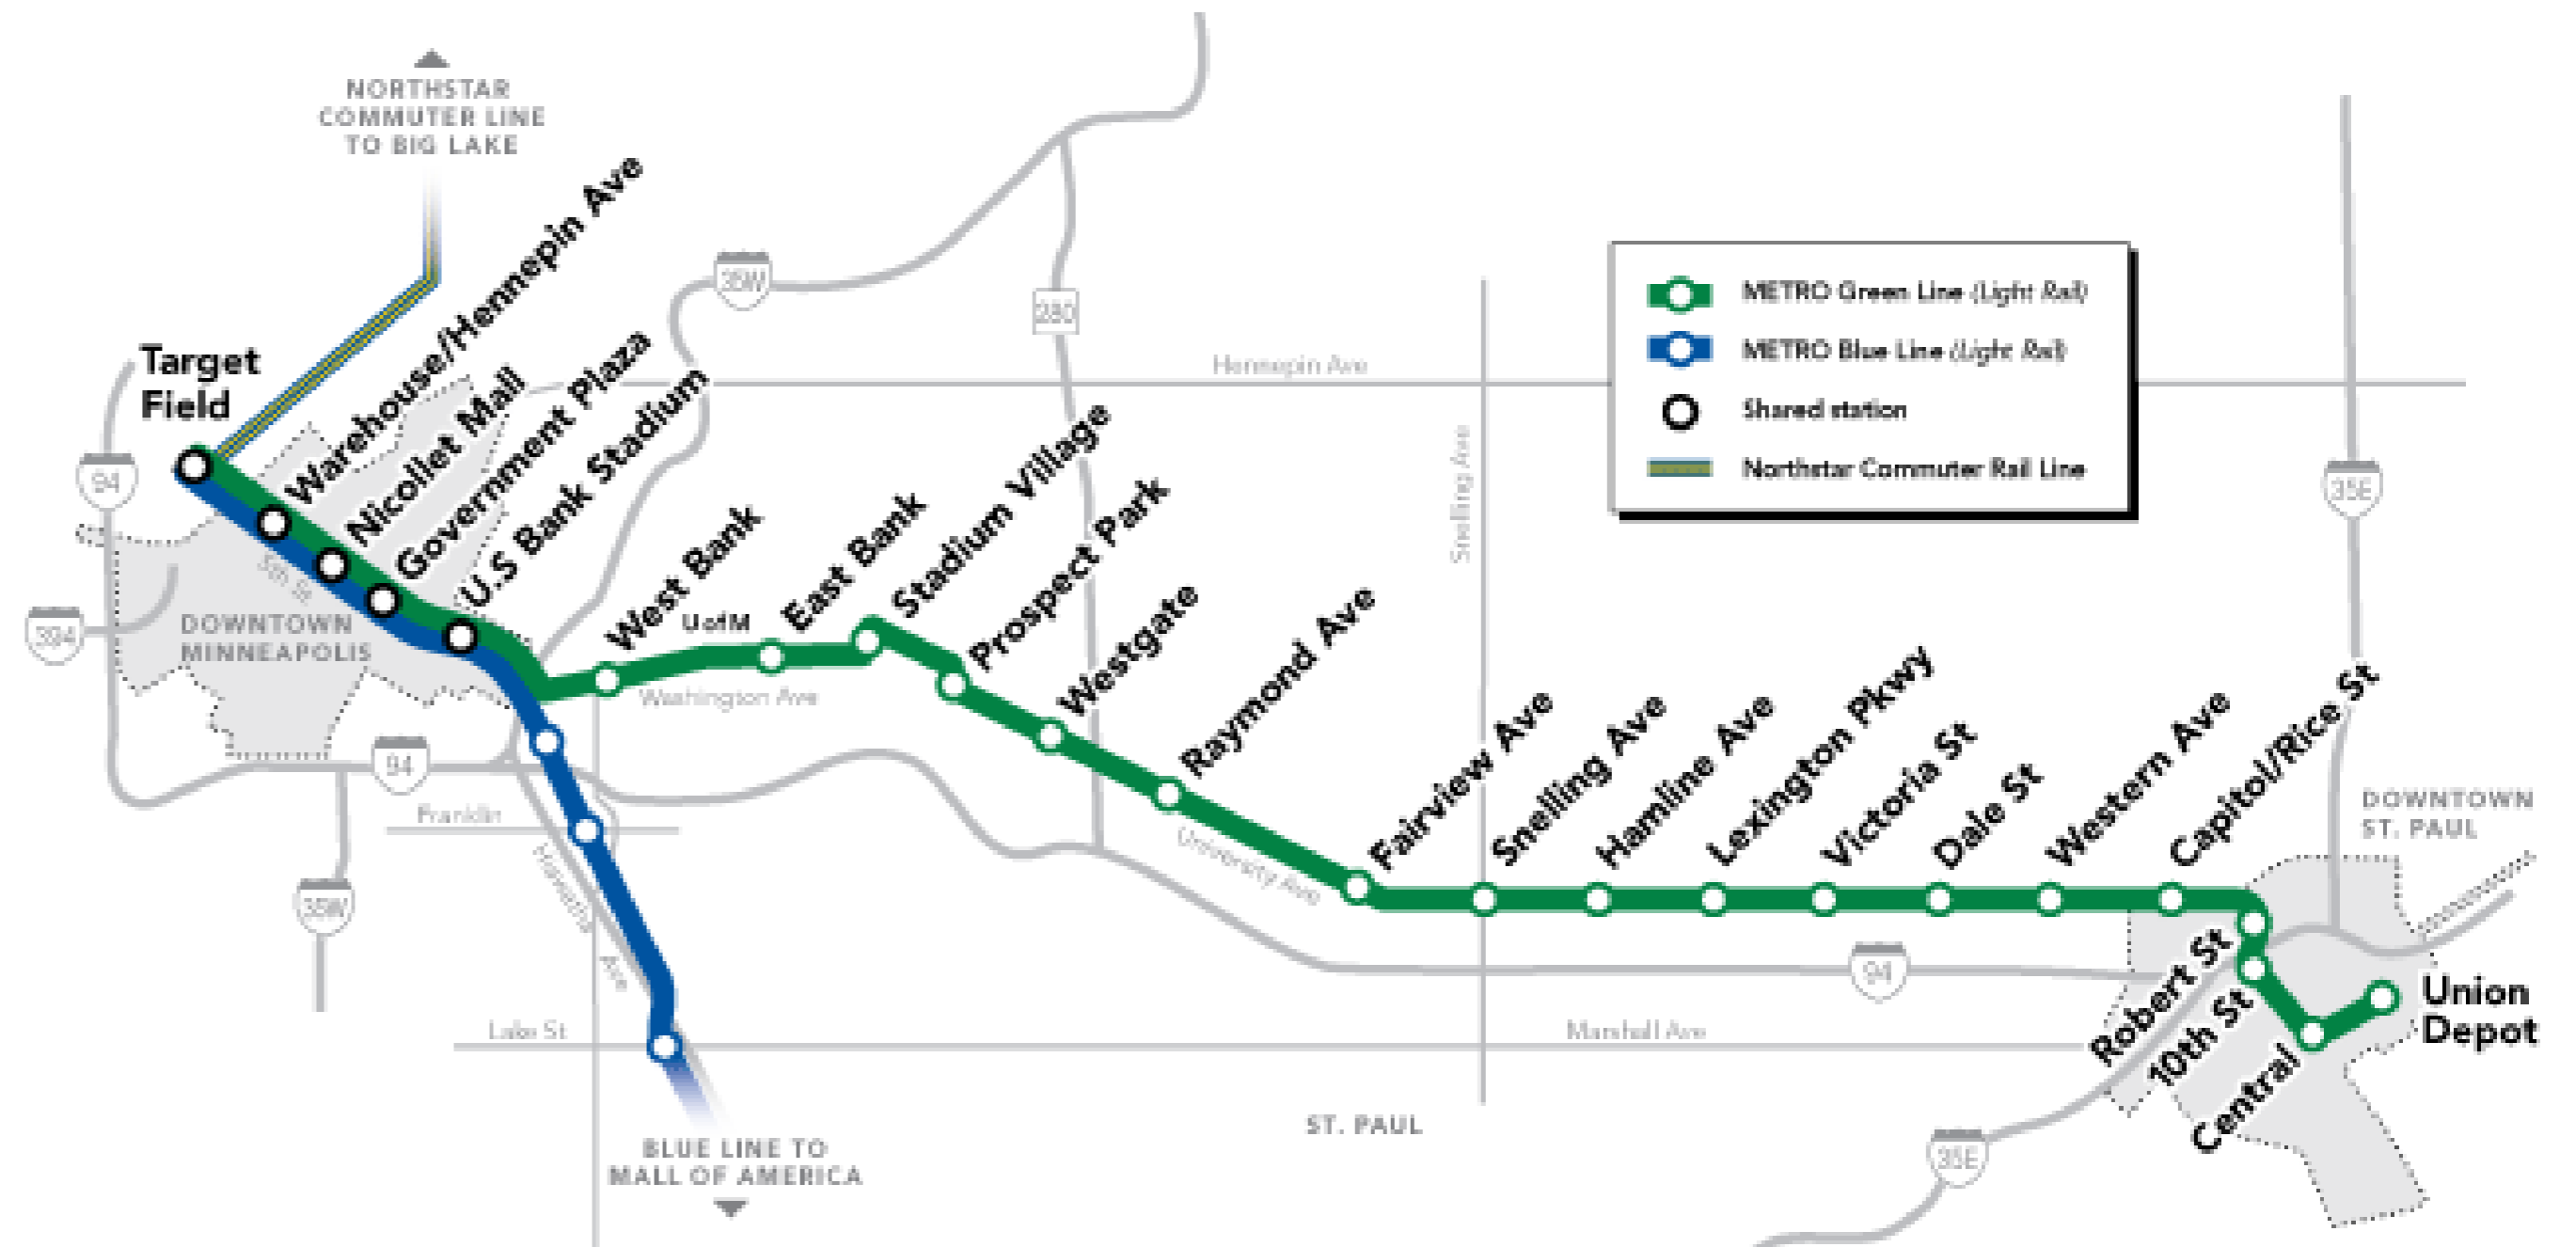 NORTHSTAR
COMMUTER LINE
TO BIG LAKE
Target
Field
Warehouse/Hennepin Ave
Nicollet Mall
Government Plaza
U.S Bank Stadium
West Bank
UofM
East Bank
Stadium Village
Prospect Park
Westgate
Raymond Ave
Fairview Ave
Snelling Ave
Hamline Ave
Lexington Pkwy
Victoria St
Dale St
Western Ave
Capitol/Rice St
Robert St
10th St
Central
Union
Depot
METRO Green Line (Light Rail)
METRO Blue Line (Light Rail)
Shared station
Northstar Commuter Rail Line
35W
280
94
394
94
35W
35E
94
35E
Hennepin Ave
Snelling Ave
5th St
DOWNTOWN
MINNEAPOLIS
Washington Ave
Franklin
Hiawatha Ave
University Ave
Lake St
Marshall Ave
DOWNTOWN
ST. PAUL
ST. PAUL
BLUE LINE TO
MALL OF AMERICA